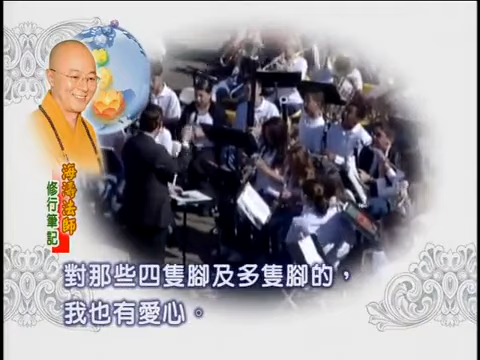 海濤法師
修行筆記
對那些四隻腳及多隻腳的，
我也有愛心。